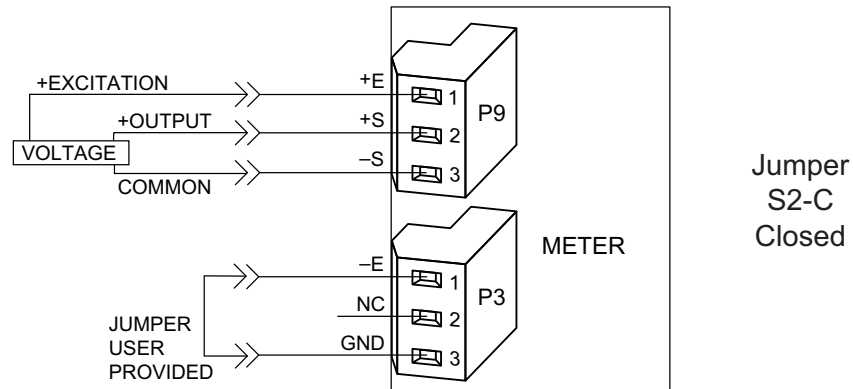 +EXCITATION
+E
1
+OUTPUT
+S
2
P9
VOLTAGE
–S
3
COMMON
Jumper
S2-C
Closed
METER
–E
1
P3
NC
2
JUMPER
USER
PROVIDED
GND
3